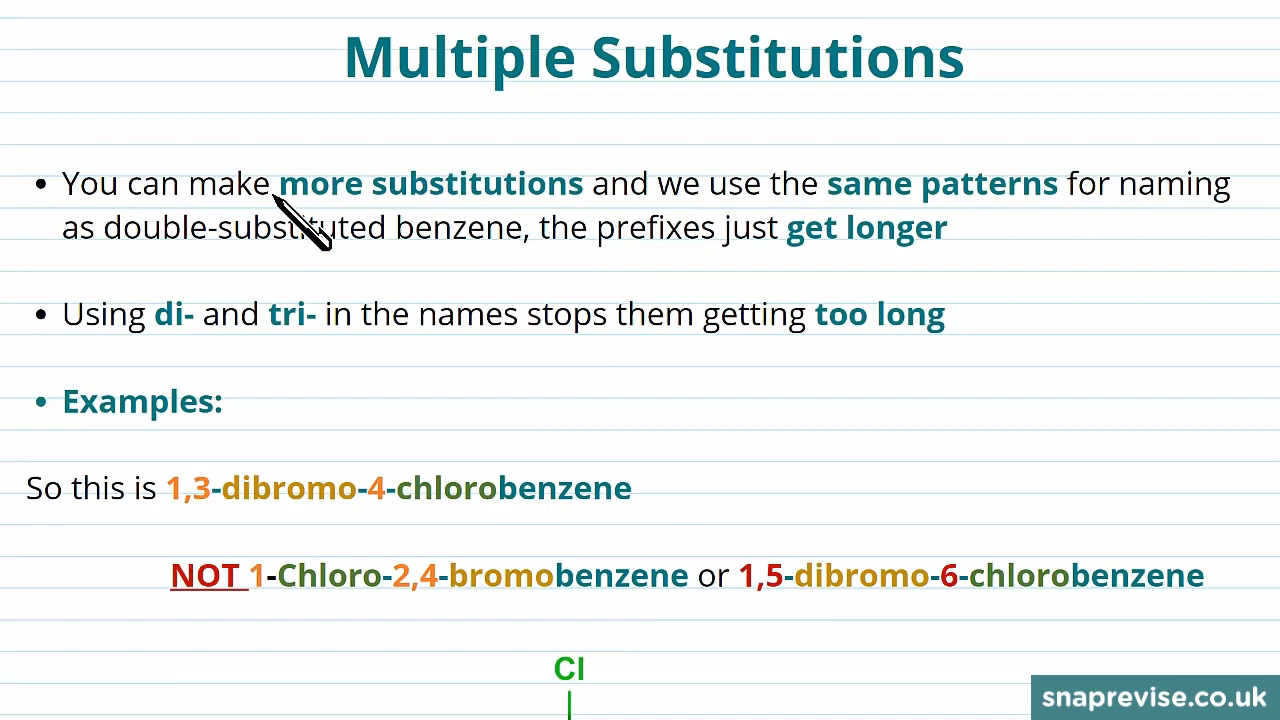 Multiple Substitutions
• You can make more substitutions and we use the same patterns for naming
as double-substituted benzene, the prefixes just get longer
• Using di- and tri- in the names stops them getting too long
• Examples:
So this is 1,3-dibromo-4-chlorobenzene
NOT 1-Chloro-2,4-bromobenzene or 1,5-dibromo-6-chlorobenzene
Cl
snaprevise.co.uk